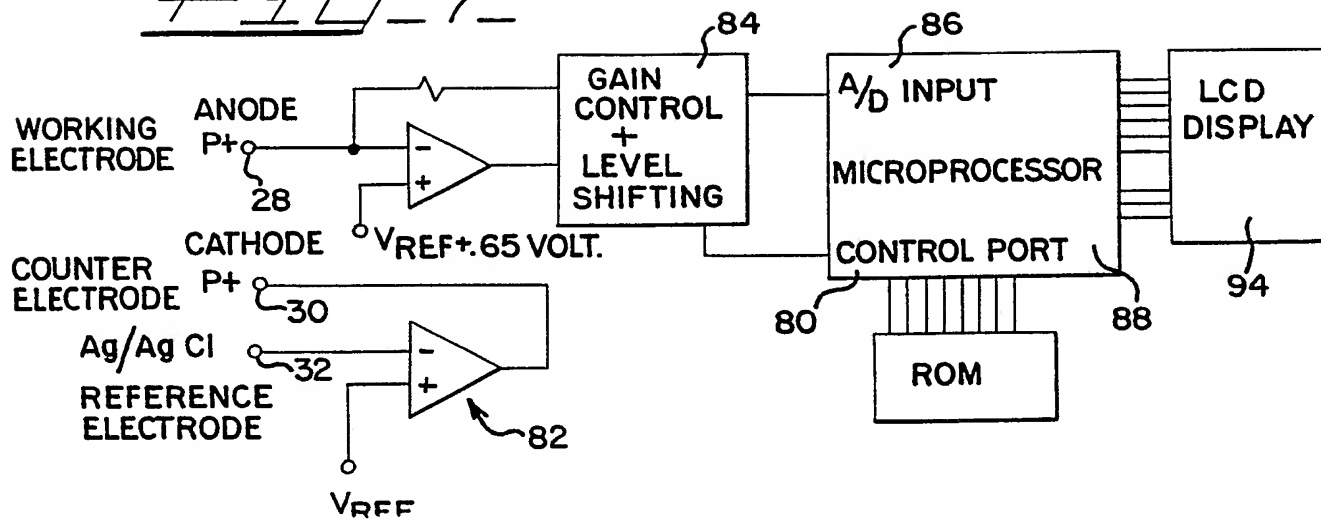 84
86
GAIN
CONTROL
+
LEVEL
SHIFTING
A/D INPUT
MICROPROCESSOR
CONTROL PORT
LCD
DISPLAY
WORKING
ELECTRODE
ANODE
P+
28
-
+
VREF+.65 VOLT.
CATHODE
COUNTER
ELECTRODE
P+
30
80
88
94
Ag/Ag Cl
32
-
+
REFERENCE
ELECTRODE
82
ROM
VREF